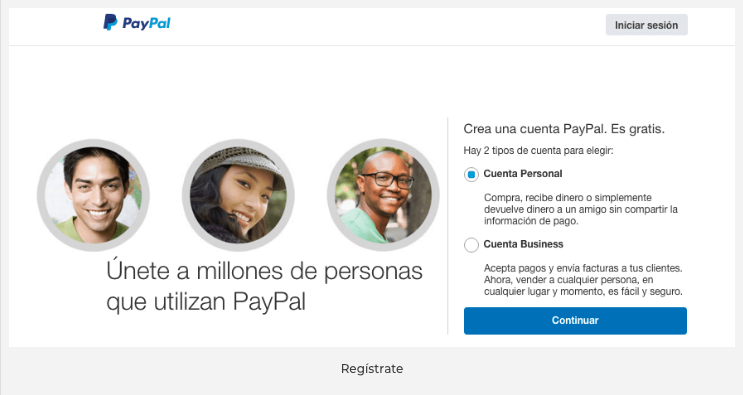 PayPal
Iniciar sesión
Únete a millones de personas
que utilizan PayPal
Crea una cuenta PayPal. Es gratis.
Hay 2 tipos de cuenta para elegir:
Cuenta Personal
Compra, recibe dinero o simplemente
devuelve dinero a un amigo sin compartir la
información de pago.
Cuenta Business
Acepta pagos y envía facturas a tus clientes.
Ahora, vender a cualquier persona, en
cualquier lugar y momento, es fácil y seguro.
Continuar
Regístrate